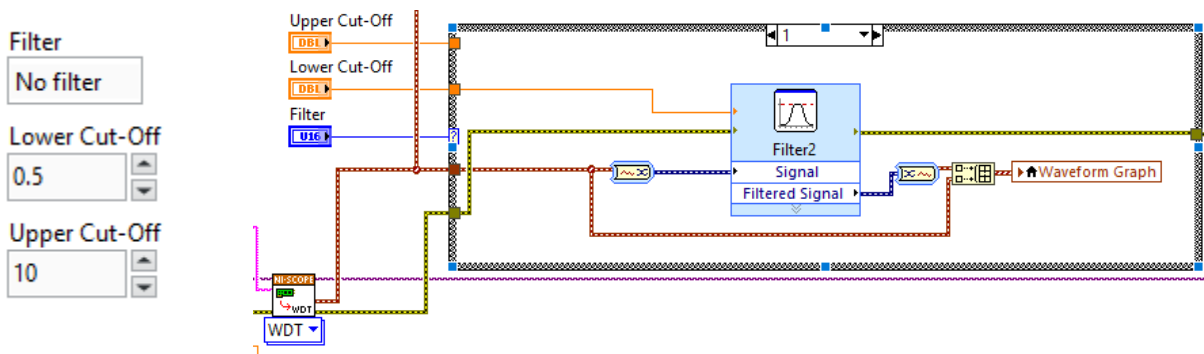 Filter
No filter
Lower Cut-Off
0.5
Upper Cut-Off
10
Upper Cut-Off
DBL
Lower Cut-Off
DBL
Filter
U16
?
1
Filter2
Signal
Filtered Signal
Waveform Graph
NI-SCOPE
WDT
WDT